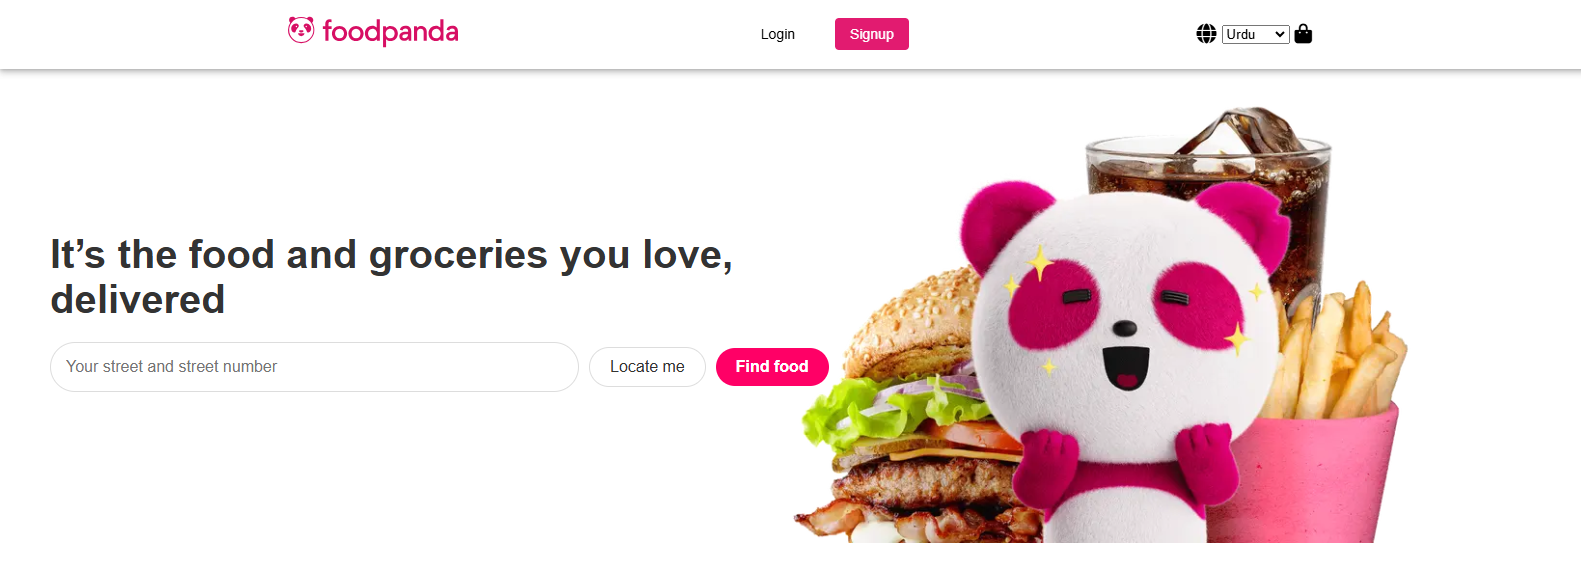 foodpanda
Login
Signup
Urdu
It’s the food and groceries you love,
delivered
Your street and street number
Locate me
Find food